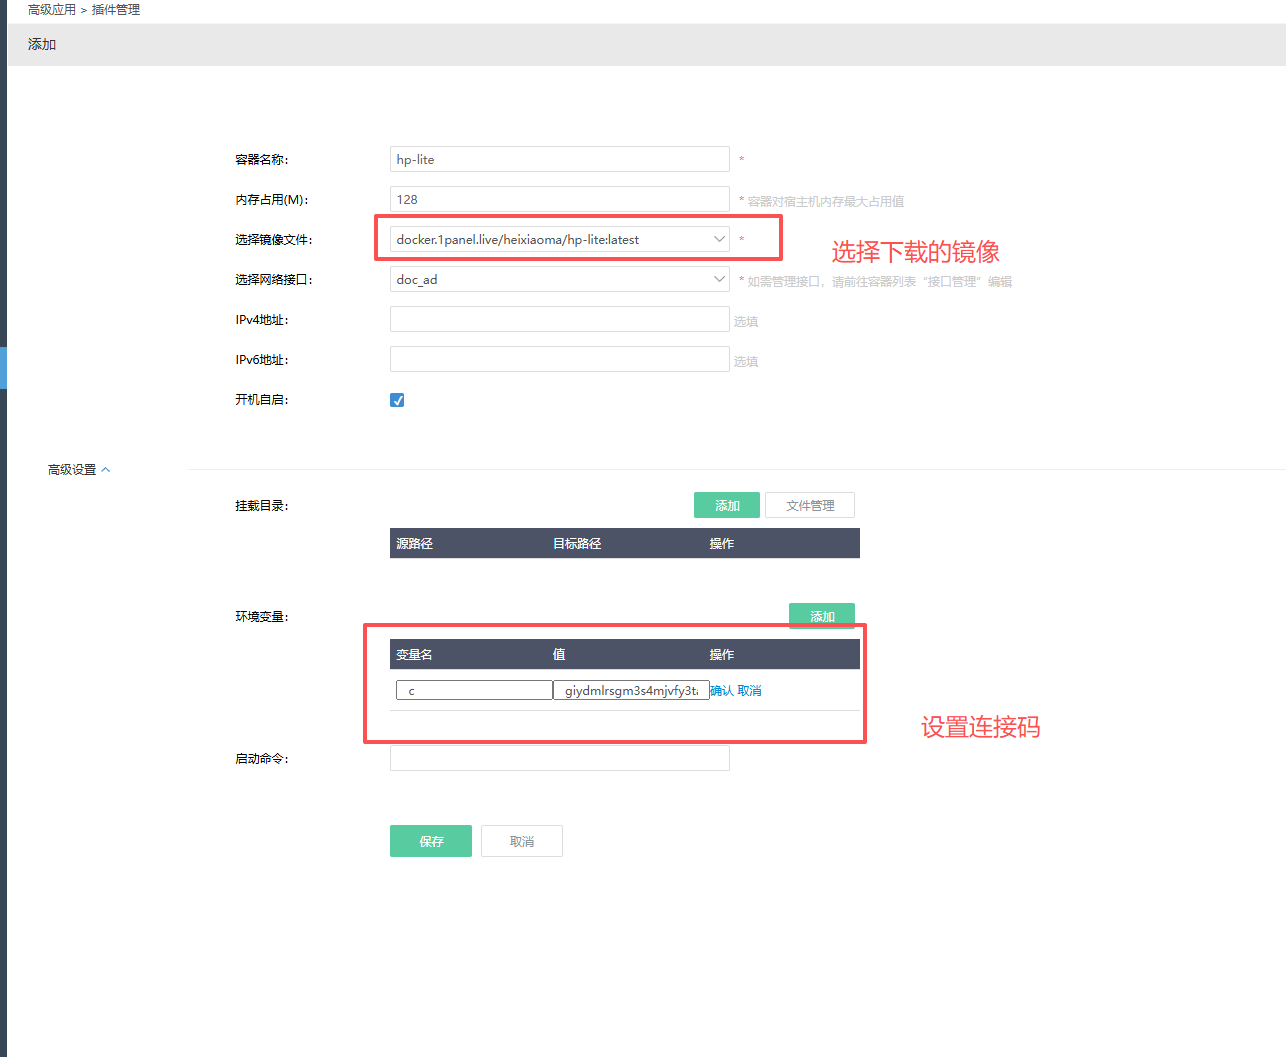 高级应用 > 插件管理
添加
容器名称： hp-lite *
内存占用(M)： 128 * 容器对宿主机内存最大占用值
选择镜像文件： docker.1panel.live/heixiaoma/hp-lite:latest *
选择下载的镜像
选择网络接口： doc_ad * 如需管理接口，请前往容器列表“接口管理”编辑
IPv4地址： 选填
IPv6地址： 选填
开机自启：
高级设置
挂载目录： 添加 文件管理
源路径 目标路径 操作
环境变量： 添加
变量名 值 操作
c giydmlrsgm3s4mjvfy3ta 确认 取消
设置连接码
启动命令：
保存 取消